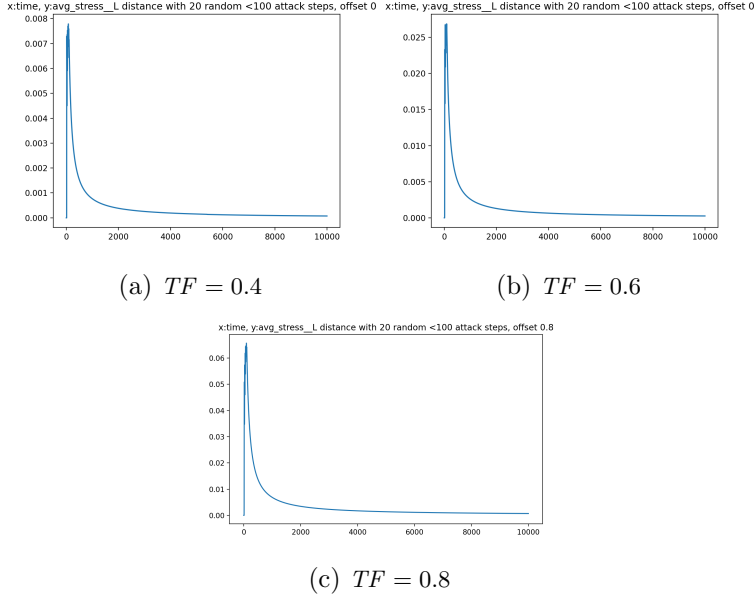 x:time, y:avg_stress__L distance with 20 random <100 attack steps, offset 0
0.008
0.007
0.006
0.005
0.004
0.003
0.002
0.001
0.000
0 2000 4000 6000 8000 10000
(a) TF = 0.4
x:time, y:avg_stress__L distance with 20 random <100 attack steps, offset 0
0.025
0.020
0.015
0.010
0.005
0.000
0 2000 4000 6000 8000 10000
(b) TF = 0.6
x:time, y:avg_stress__L distance with 20 random <100 attack steps, offset 0.8
0.06
0.05
0.04
0.03
0.02
0.01
0.00
0 2000 4000 6000 8000 10000
(c) TF = 0.8